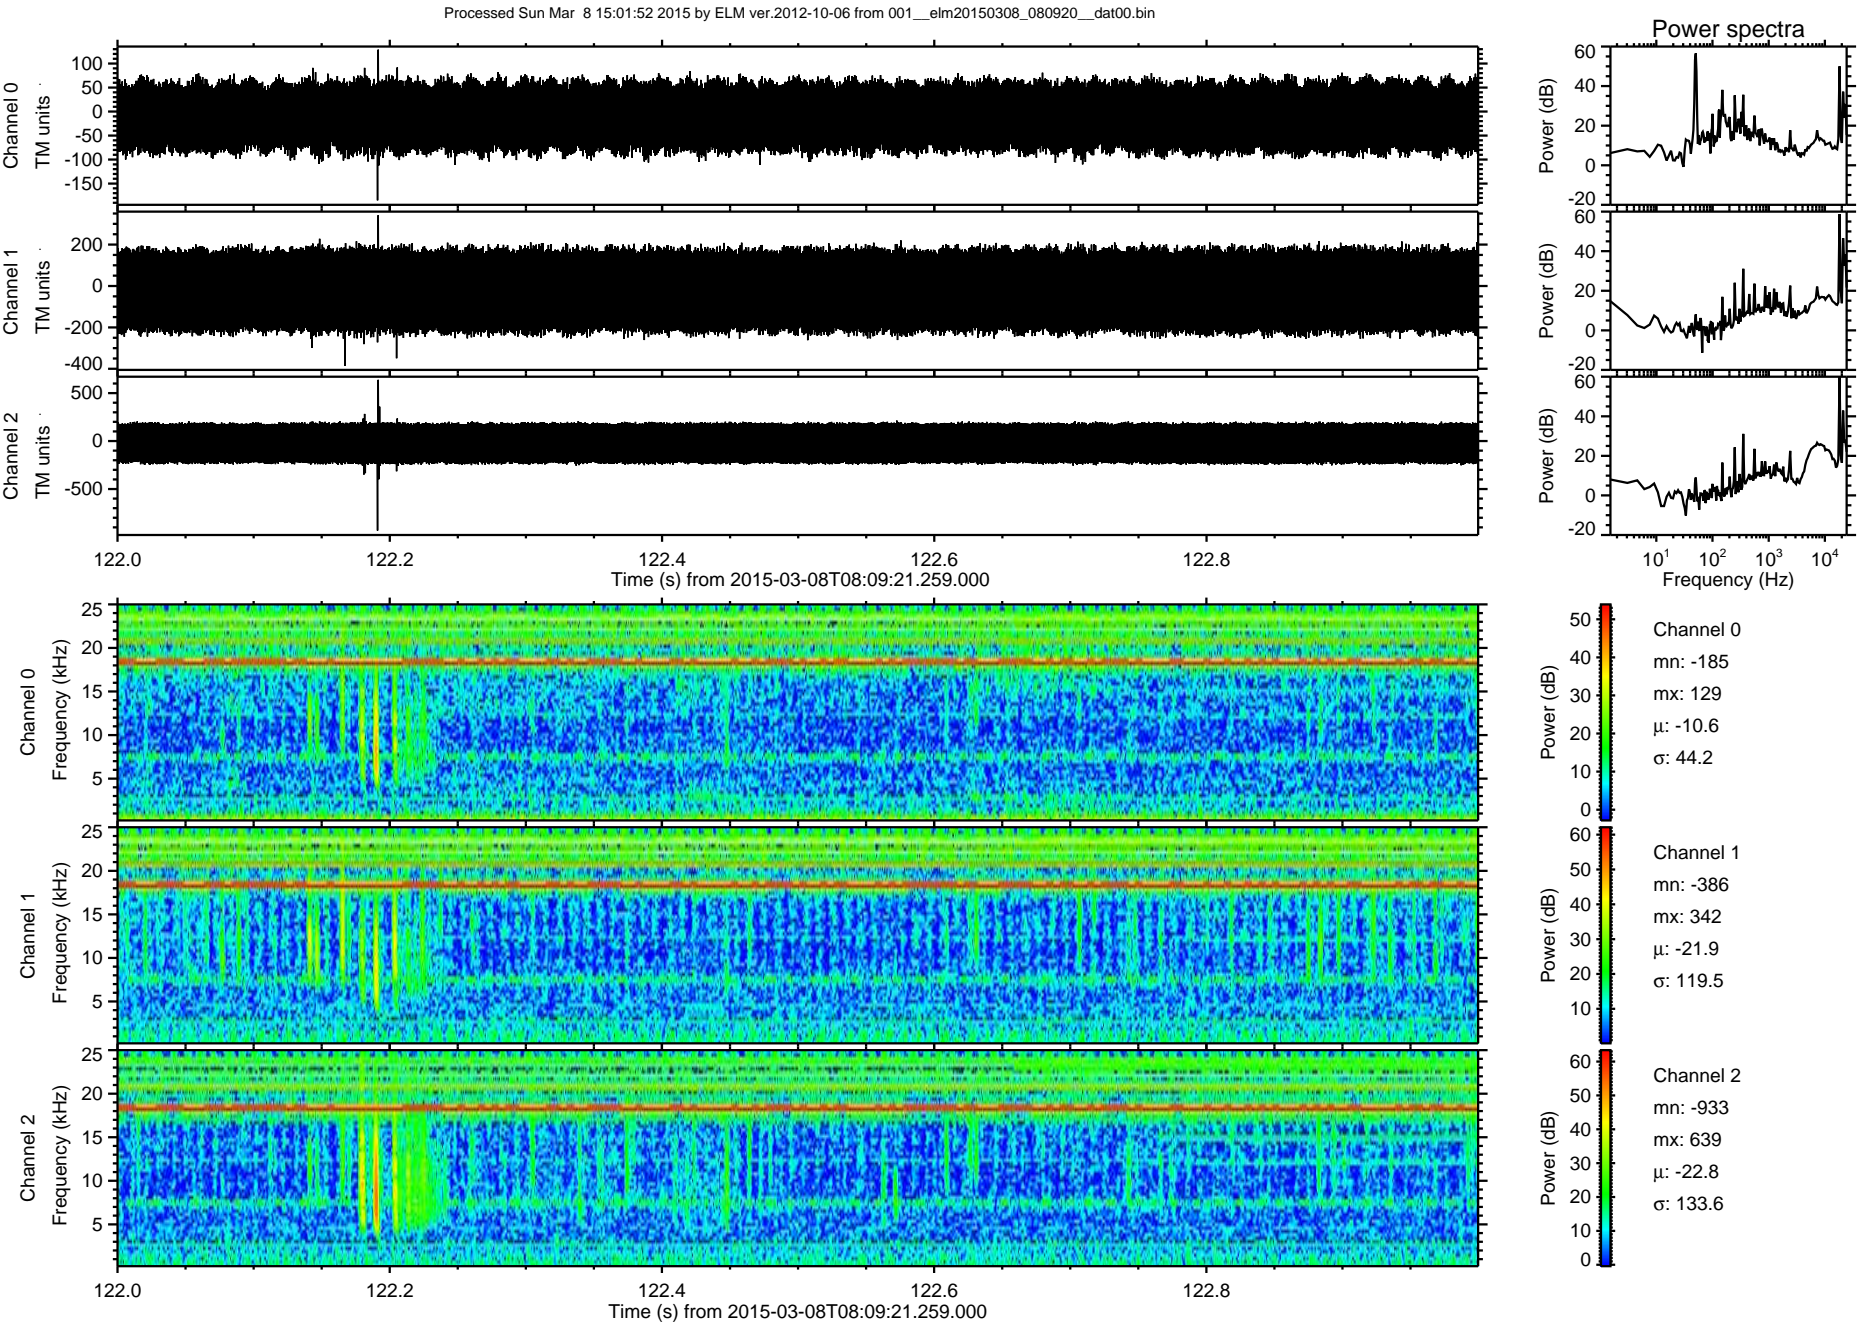 Processed Sun Mar 8 15:01:52 2015 by ELM ver.2012-10-06 from 001__elm20150308_080920__dat00.bin
Power spectra
Channel 0
TM units
100
50
0
-50
-100
-150
Power (dB)
60
40
20
0
-20
Channel 1
TM units
200
0
-200
-400
Power (dB)
60
40
20
0
-20
Channel 2
TM units
500
0
-500
Power (dB)
60
40
20
0
-20
122.0 122.2 122.4 122.6 122.8
Time (s) from 2015-03-08T08:09:21.259.000
10^1 10^2 10^3 10^4
Frequency (Hz)
Channel 0
Frequency (kHz)
25
20
15
10
5
Power (dB)
50
40
30
20
10
0
Channel 0
mn: -185
mx: 129
μ: -10.6
σ: 44.2
Channel 1
Frequency (kHz)
25
20
15
10
5
Power (dB)
60
50
40
30
20
10
Channel 1
mn: -386
mx: 342
μ: -21.9
σ: 119.5
Channel 2
Frequency (kHz)
25
20
15
10
5
Power (dB)
60
50
40
30
20
10
0
Channel 2
mn: -933
mx: 639
μ: -22.8
σ: 133.6
122.0 122.2 122.4 122.6 122.8
Time (s) from 2015-03-08T08:09:21.259.000